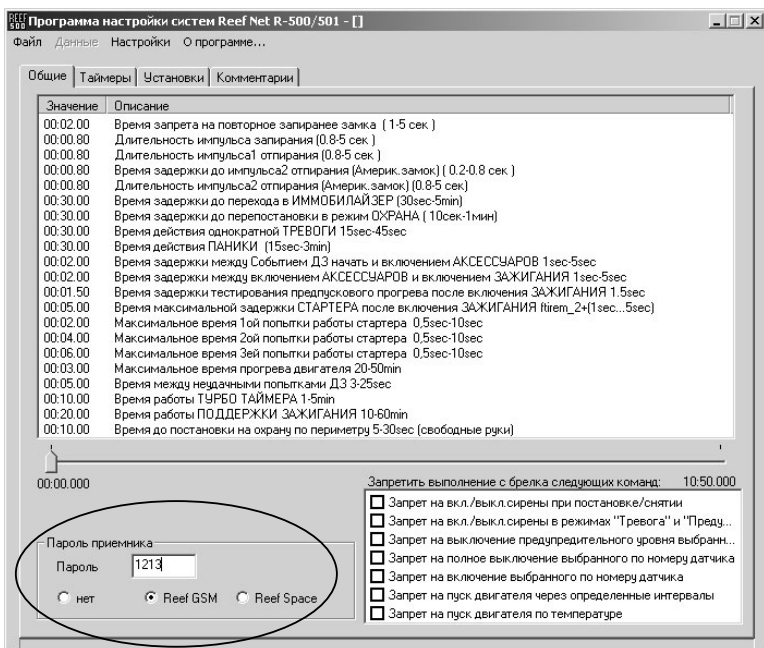 REEF 500 Программа настройки систем Reef Net R-500/501 - []
Файл Данные Настройки О программе...
Общие Таймеры Установки Комментарии
Значение Описание
00:02.00 Время запрета на повторное запиранее замка ( 1-5 сек )
00:00.80 Длительность импульса запирания (0.8-5 сек )
00:00.80 Длительность импульса1 отпирания (0.8-5 сек )
00:00.80 Время задержки до импульса2 отпирания (Америк.замок) ( 0.2-0.8 сек )
00:00.80 Длительность импульса2 отпирания (Америк.замок) (0.8-5 сек)
00:30.00 Время задержки до перехода в ИММОБИЛАЙЗЕР (30sec-5min)
00:30.00 Время задержки до перепостановки в режим ОХРАНА ( 10сек-1мин)
00:30.00 Время действия однократной ТРЕВОГИ 15sec-45sec
00:30.00 Время действия ПАНИКИ (15sec-3min)
00:02.00 Время задержки между Событием ДЗ начать и включением АКСЕССУАРОВ 1sec-5sec
00:02.00 Время задержки между включением АКСЕССУАРОВ и включением ЗАЖИГАНИЯ 1sec-5sec
00:01.50 Время задержки тестирования предпускового прогрева после включения ЗАЖИГАНИЯ 1.5sec
00:05.00 Время максимальной задержки СТАРТЕРА после включения ЗАЖИГАНИЯ ftirem_2+(1sec...5sec)
00:02.00 Максимальное время 1ой попытки работы стартера 0,5sec-10sec
00:04.00 Максимальное время 2ой попытки работы стартера 0,5sec-10sec
00:06.00 Максимальное время 3ей попытки работы стартера 0,5sec-10sec
00:03.00 Максимальное время прогрева двигателя 20-50min
00:05.00 Время между неудачными попытками ДЗ 3-25sec
00:10.00 Время работы ТУРБО ТАЙМЕРА 1-5min
00:20.00 Время работы ПОДДЕРЖКИ ЗАЖИГАНИЯ 10-60min
00:10.00 Время до постановки на охрану по периметру 5-30sec (свободные руки)
00:00.000
Запретить выполнение с брелка следующих команд: 10:50.000
Запрет на вкл./выкл.сирены при постановке/снятии
Запрет на вкл./выкл.сирены в режимах "Тревога" и "Преду...
Запрет на выключение предупредительного уровня выбранн...
Запрет на полное выключение выбранного по номеру датчика
Запрет на включение выбранного по номеру датчика
Запрет на пуск двигателя через определенные интервалы
Запрет на пуск двигателя по температуре
Пароль приемника
Пароль 1213
нет Reef GSM Reef Space